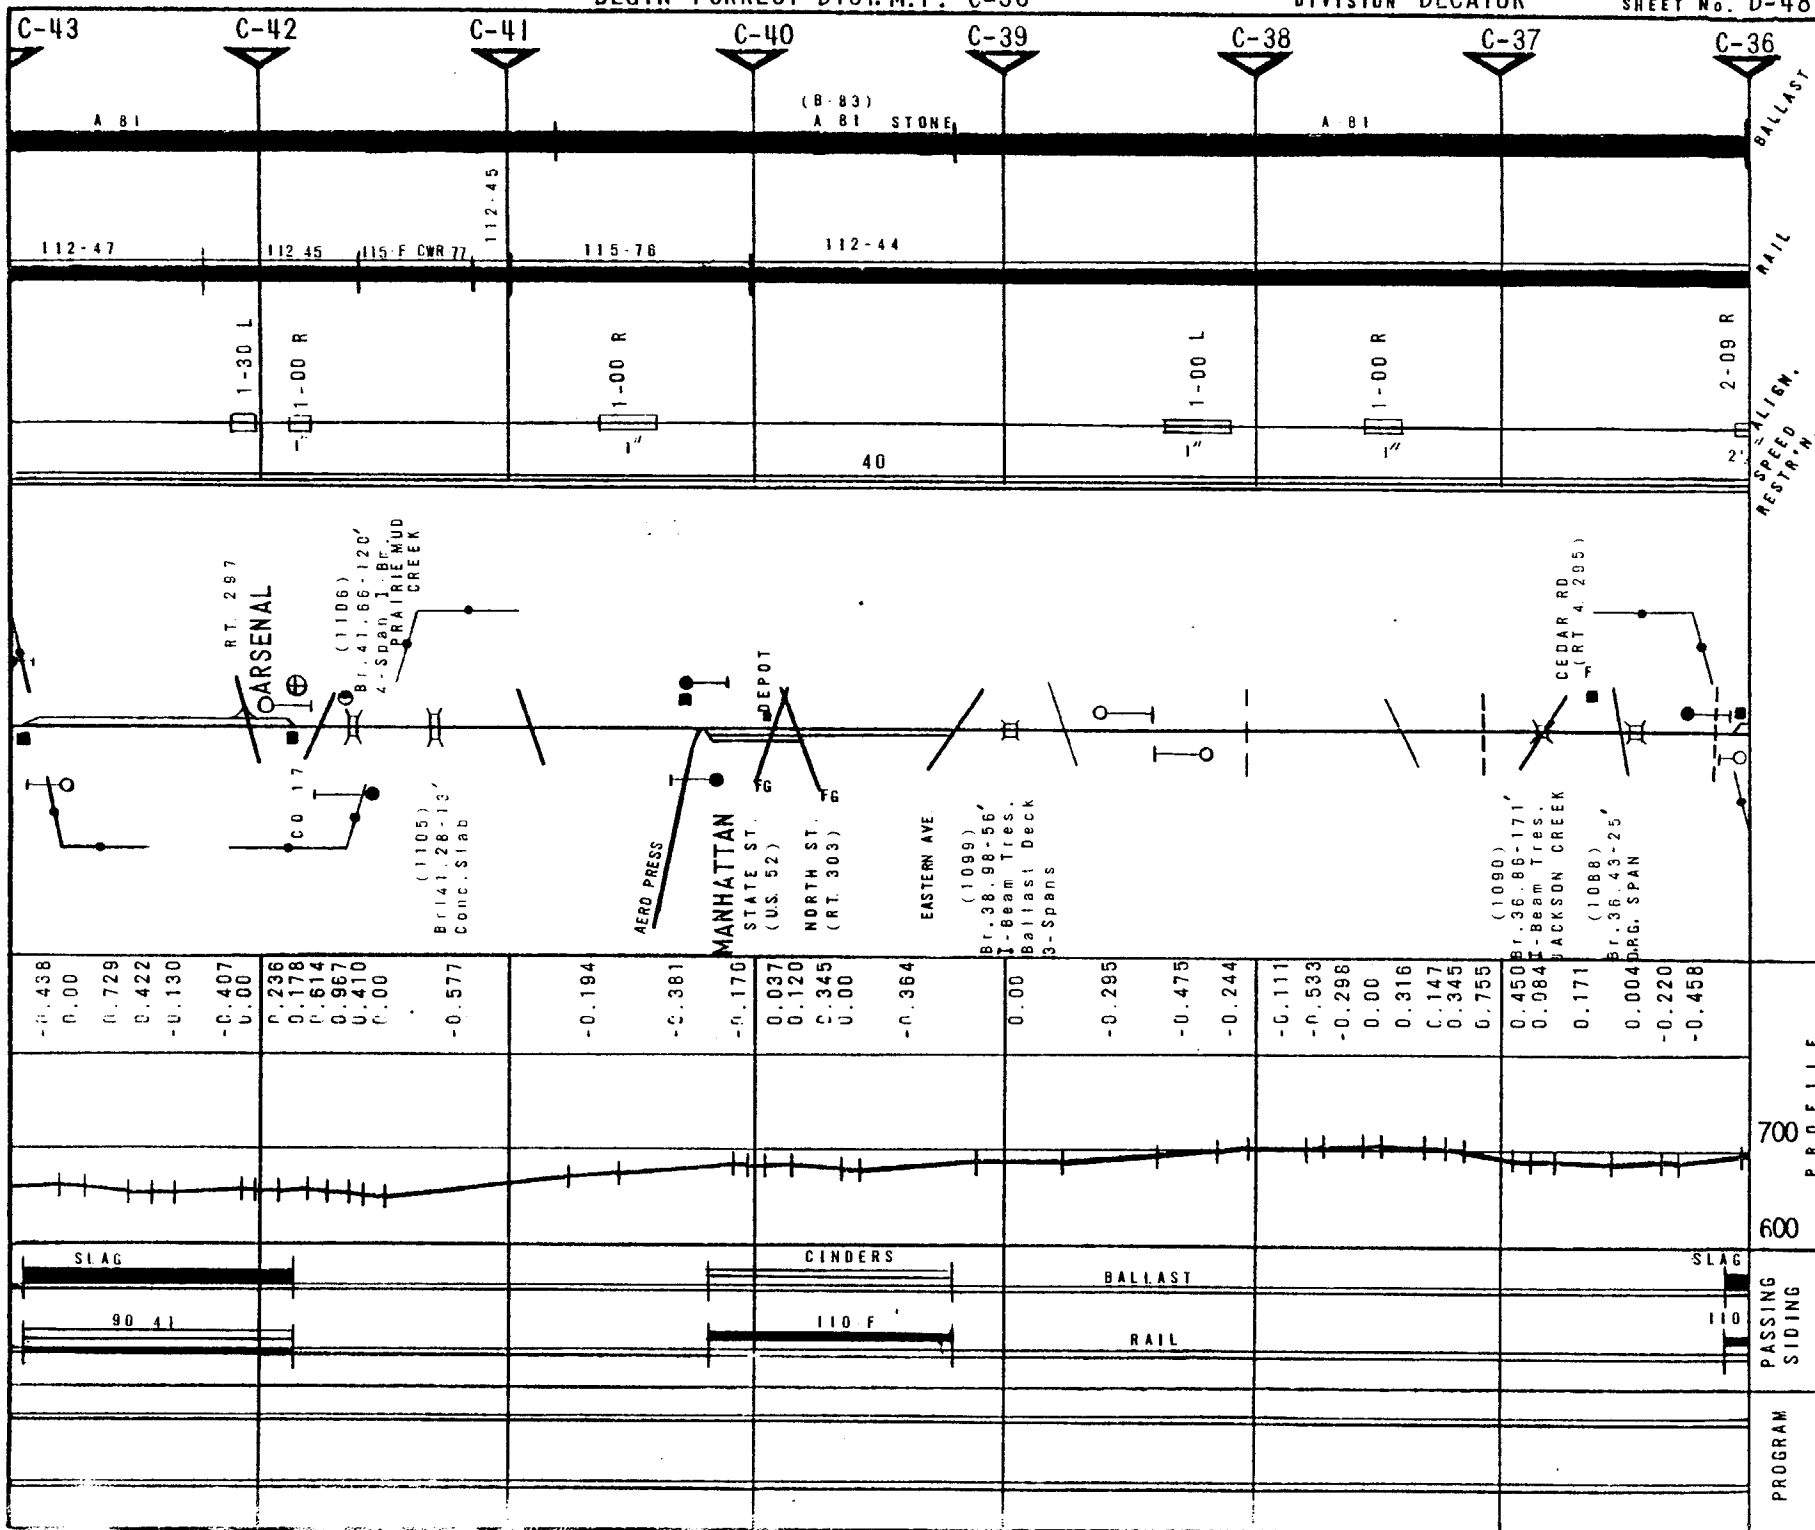 BEGIN FORREST DIST. M.P. C-36 DIVISION DECATUR SHEET No. D-48
C-43 C-42 C-41 C-40 C-39 C-38 C-37 C-36
(B-83)
A 81 A 81 STONE A 81
BALLAST
112-45
112-47 112 45 115 F CWR 77 115-76 112-44
RAIL
1-30 L 1-00 R 1-00 R 1-00 L 1-00 R 2-09 R
1" 1" 1" 1"
ALIGN.
40
SPEED
RESTR'N.
RT. 297
ARSENAL
(1106)
Br.41.66-120'
4-Span I-Br.
PRAIRIE MUD
CREEK
CO 17
(1105)
Br141.28-13'
Conc.Slab
AERO PRESS
DEPOT
FG
FG
MANHATTAN
STATE ST.
(U.S. 52)
NORTH ST.
(RT. 303)
EASTERN AVE
(1099)
Br.38.98-56'
I-Beam Tres.
Ballast Deck
3-Spans
CEDAR RD
(RT 4.295)
(1090)
Br.36.86-171'
I-Beam Tres.
JACKSON CREEK
(1088)
Br.36.43-25'
ORG. SPAN
-0.438 0.00 0.729 0.422 -0.130 -0.407 0.00 0.236 0.178 0.614 0.967 0.410 0.00 -0.577 -0.194 -0.381 -0.176 0.037 0.120 0.345 0.00 -0.364 0.00 -0.295 -0.475 -0.244 -0.111 -0.533 -0.298 0.00 0.316 0.147 0.345 0.755 0.450 0.084 0.171 0.004 -0.220 -0.458
PROFILE
700
600
SLAG CINDERS BALLAST SLAG
90 41 110 F RAIL 110
PASSING
SIDING
PROGRAM